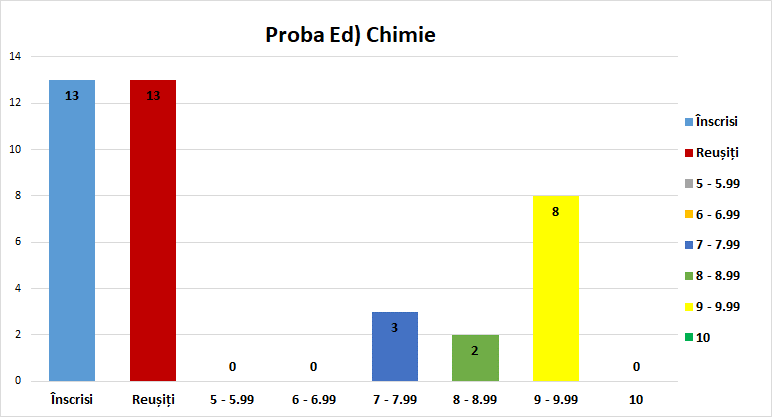 Proba Ed) Chimie
14
12
10
8
6
4
2
0
13
13
0
0
3
2
8
0
Înscrisi
Reușiți
5 - 5.99
6 - 6.99
7 - 7.99
8 - 8.99
9 - 9.99
10
Înscrisi
Reușiți
5 - 5.99
6 - 6.99
7 - 7.99
8 - 8.99
9 - 9.99
10